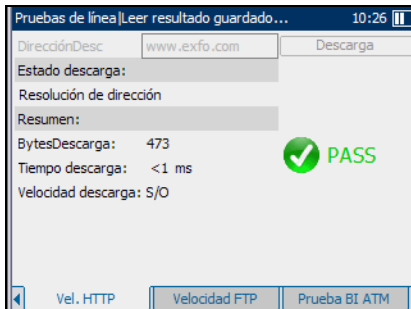 Pruebas de línea|Leer resultado guardado... 10:26
DirecciónDesc www.exfo.com Descarga
Estado descarga:
Resolución de dirección
Resumen:
BytesDescarga: 473
Tiempo descarga: <1 ms
Velocidad descarga: S/O
PASS
Vel. HTTP Velocidad FTP Prueba BI ATM